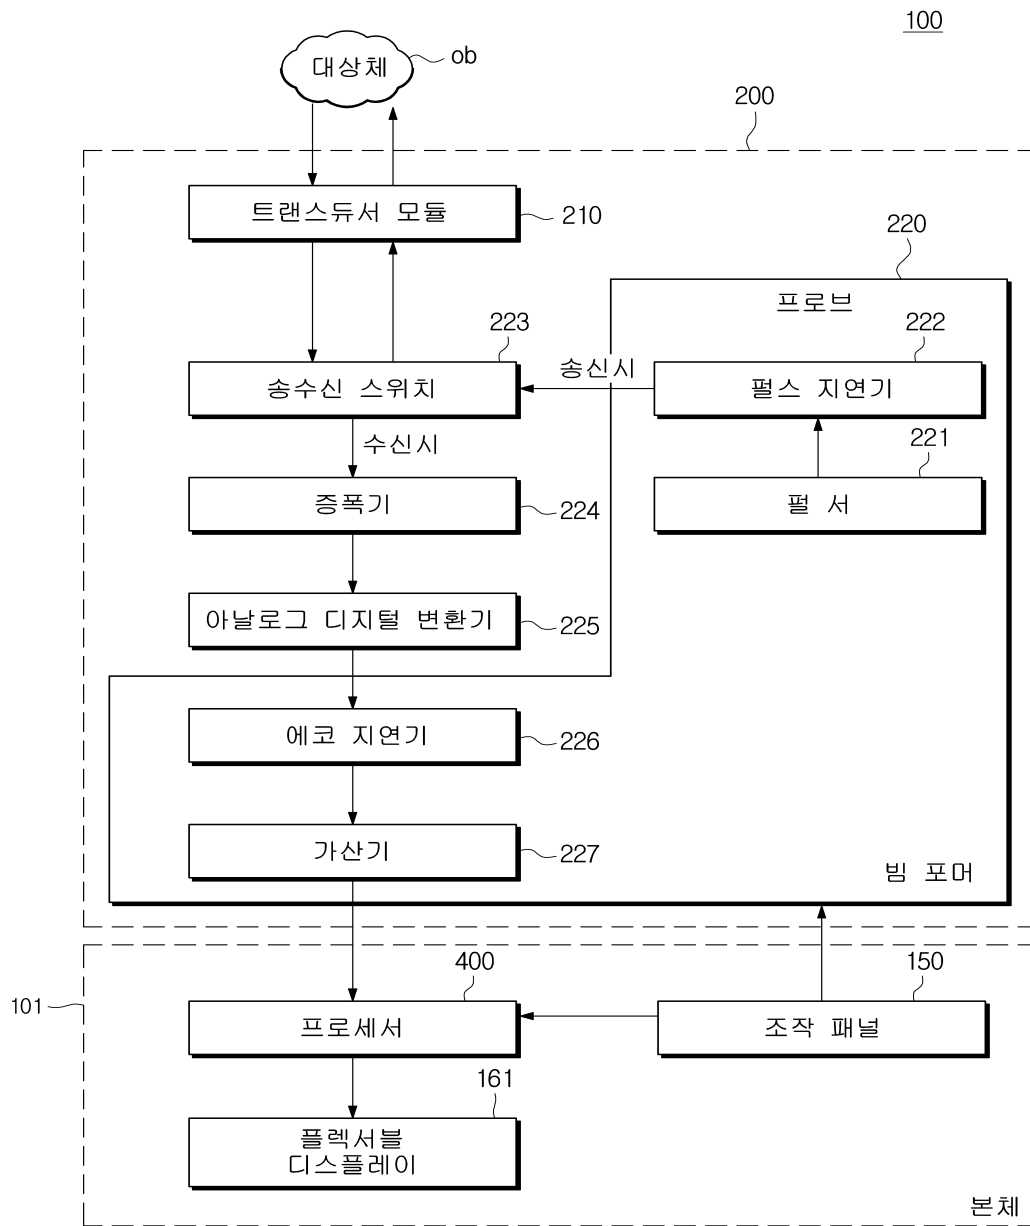 100
대상체
ob
200
트랜스듀서 모듈
210
220
프로브
223
222
송신시
송수신 스위치
펄스 지연기
수신시
221
증폭기
224
펄 서
아날로그 디지털 변환기
225
에코 지연기
226
가산기
227
빔 포머
400
150
101
프로세서
조작 패널
161
플렉서블
디스플레이
본체